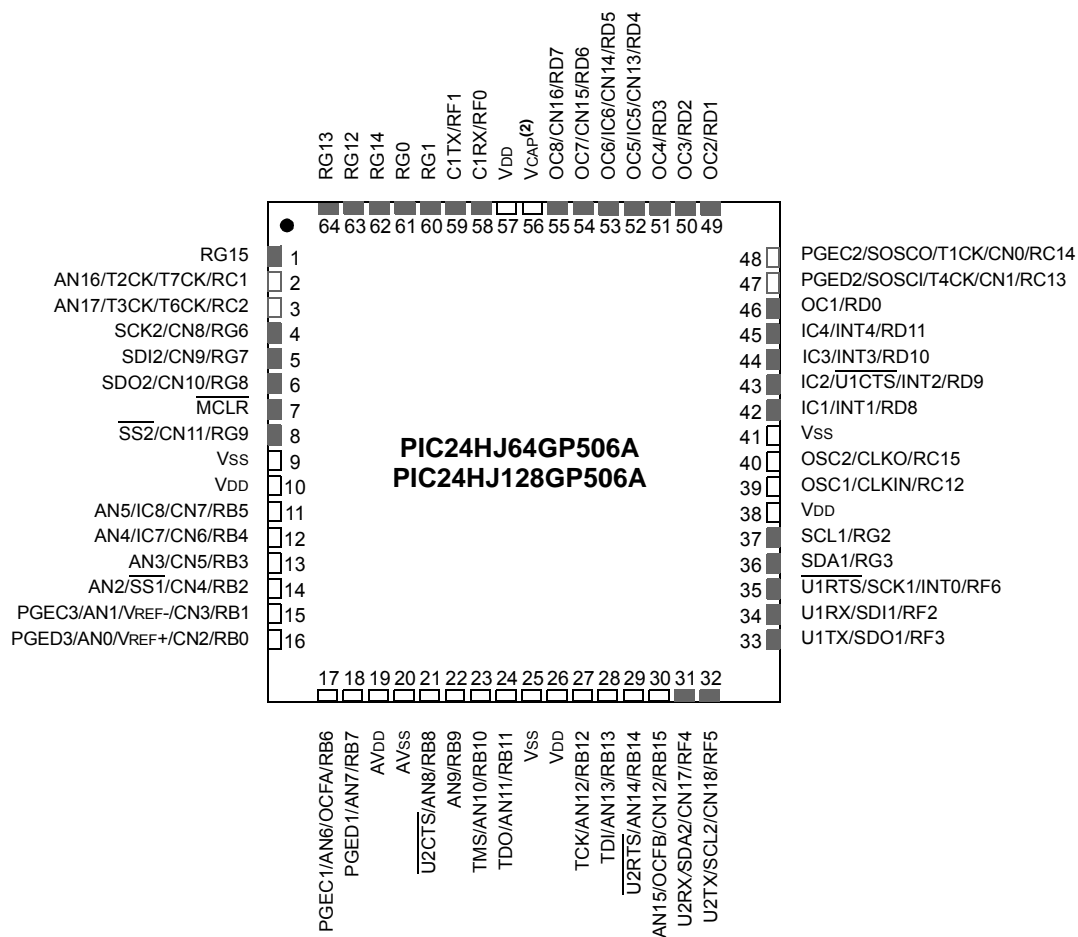 RG13
RG12
RG14
RG0
RG1
C1TX/RF1
C1RX/RF0
VDD
VCAP(2)
OC8/CN16/RD7
OC7/CN15/RD6
OC6/IC6/CN14/RD5
OC5/IC5/CN13/RD4
OC4/RD3
OC3/RD2
OC2/RD1
64 63 62 61 60 59 58 57 56 55 54 53 52 51 50 49
RG15 1
AN16/T2CK/T7CK/RC1 2
AN17/T3CK/T6CK/RC2 3
SCK2/CN8/RG6 4
SDI2/CN9/RG7 5
SDO2/CN10/RG8 6
MCLR 7
SS2/CN11/RG9 8
VSS 9
VDD 10
AN5/IC8/CN7/RB5 11
AN4/IC7/CN6/RB4 12
AN3/CN5/RB3 13
AN2/SS1/CN4/RB2 14
PGEC3/AN1/VREF-/CN3/RB1 15
PGED3/AN0/VREF+/CN2/RB0 16
PIC24HJ64GP506A
PIC24HJ128GP506A
48 PGEC2/SOSCO/T1CK/CN0/RC14
47 PGED2/SOSCI/T4CK/CN1/RC13
46 OC1/RD0
45 IC4/INT4/RD11
44 IC3/INT3/RD10
43 IC2/U1CTS/INT2/RD9
42 IC1/INT1/RD8
41 VSS
40 OSC2/CLKO/RC15
39 OSC1/CLKIN/RC12
38 VDD
37 SCL1/RG2
36 SDA1/RG3
35 U1RTS/SCK1/INT0/RF6
34 U1RX/SDI1/RF2
33 U1TX/SDO1/RF3
17 18 19 20 21 22 23 24 25 26 27 28 29 30 31 32
PGEC1/AN6/OCFA/RB6
PGED1/AN7/RB7
AVDD
AVSS
U2CTS/AN8/RB8
AN9/RB9
TMS/AN10/RB10
TDO/AN11/RB11
VSS
VDD
TCK/AN12/RB12
TDI/AN13/RB13
U2RTS/AN14/RB14
AN15/OCFB/CN12/RB15
U2RX/SDA2/CN17/RF4
U2TX/SCL2/CN18/RF5